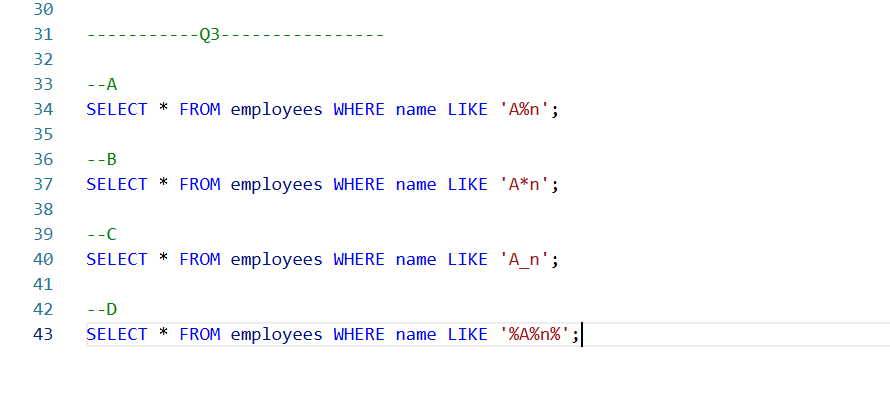 30
31 -----------Q3----------------
32
33 --A
34 SELECT * FROM employees WHERE name LIKE 'A%n';
35
36 --B
37 SELECT * FROM employees WHERE name LIKE 'A*n';
38
39 --C
40 SELECT * FROM employees WHERE name LIKE 'A_n';
41
42 --D
43 SELECT * FROM employees WHERE name LIKE '%A%n%';